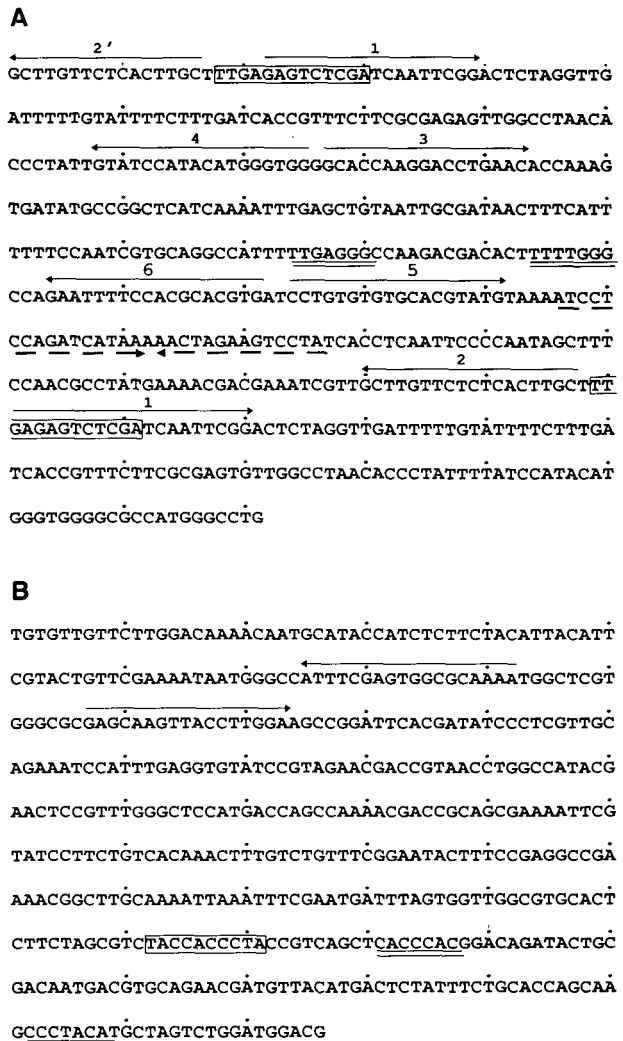 A
2' 1
GCTTGTTCTCACTTGCTTTGAGAGTCTCGATCAATTCGGACTCTAGGTTG
ATTTTTGTATTTTCTTTGATCACCGTTTCTTCGCGAGAGTTGGCCTAACA
4 3
CCCTATTGTATCCATACATGGGTGGGGCACCAAGGACCTGAACACCAAAG
TGATATGCCGGCTCATCAAAATTTGAGCTGTAATTGCGATAACTTTCATT
TTTTCCAATCGTGCAGGCCATTTTTTGAGGGCCAAGACGACACTTTTTTGGG
6 5
CCAGAATTTTCCACGCACGTGATCCTGTGTGTGCACGTATGTAAAATCCT
CCAGATCATAAAAACTAGAAGTCCTATCACCTCAATTCCCCAATAGCTTT
2
CCAACGCCTATGAAAACGACGAAATCGTTGCTTGTTCTCTCACTTGCTTT
1
GAGAGTCTCGATCAATTCGGACTCTAGGTTGATTTTTGTATTTTCTTTGA
TCACCGTTTCTTCGCGAGTGTTGGCCTAACACCCTATTTTATCCATACAT
GGGTGGGGCGCCATGGGCCTG
B
TGTGTTGTTCTTGGACAAAACAATGCATACCATCTCTTCTACATTACATT
CGTACTGTTCGAAAATAATGGGCCATTTCGAGTGGCGCAAAATGGCTCGT
GGGCGCGAGCAAGTTACCTTGGAAGCCGGATTCACGATATCCCTCGTTGC
AGAAATCCATTTGAGGTGTATCCGTAGAACGACCGTAACCTGGCCATACG
AACTCCGTTTGGGCTCCATGACCAGCCAAAACGACCGCAGCGAAAATTCG
TATCCTTCTGTCACAAACTTTGTCTGTTTCGGAATACTTTCCGAGGCCGA
AAACGGCTTGCAAAATTAAATTTCGAATGATTTAGTGGTTGGCGTGCACT
CTTCTAGCGTCTACCACCCTACCGTCAGCTCACCCACGGACAGATACTGC
GACAATGACGTGCAGAACGATGTTACATGACTCTATTTCTGCACCAGCAA
GCCCTACATGCTAGTCTGGATGGACG